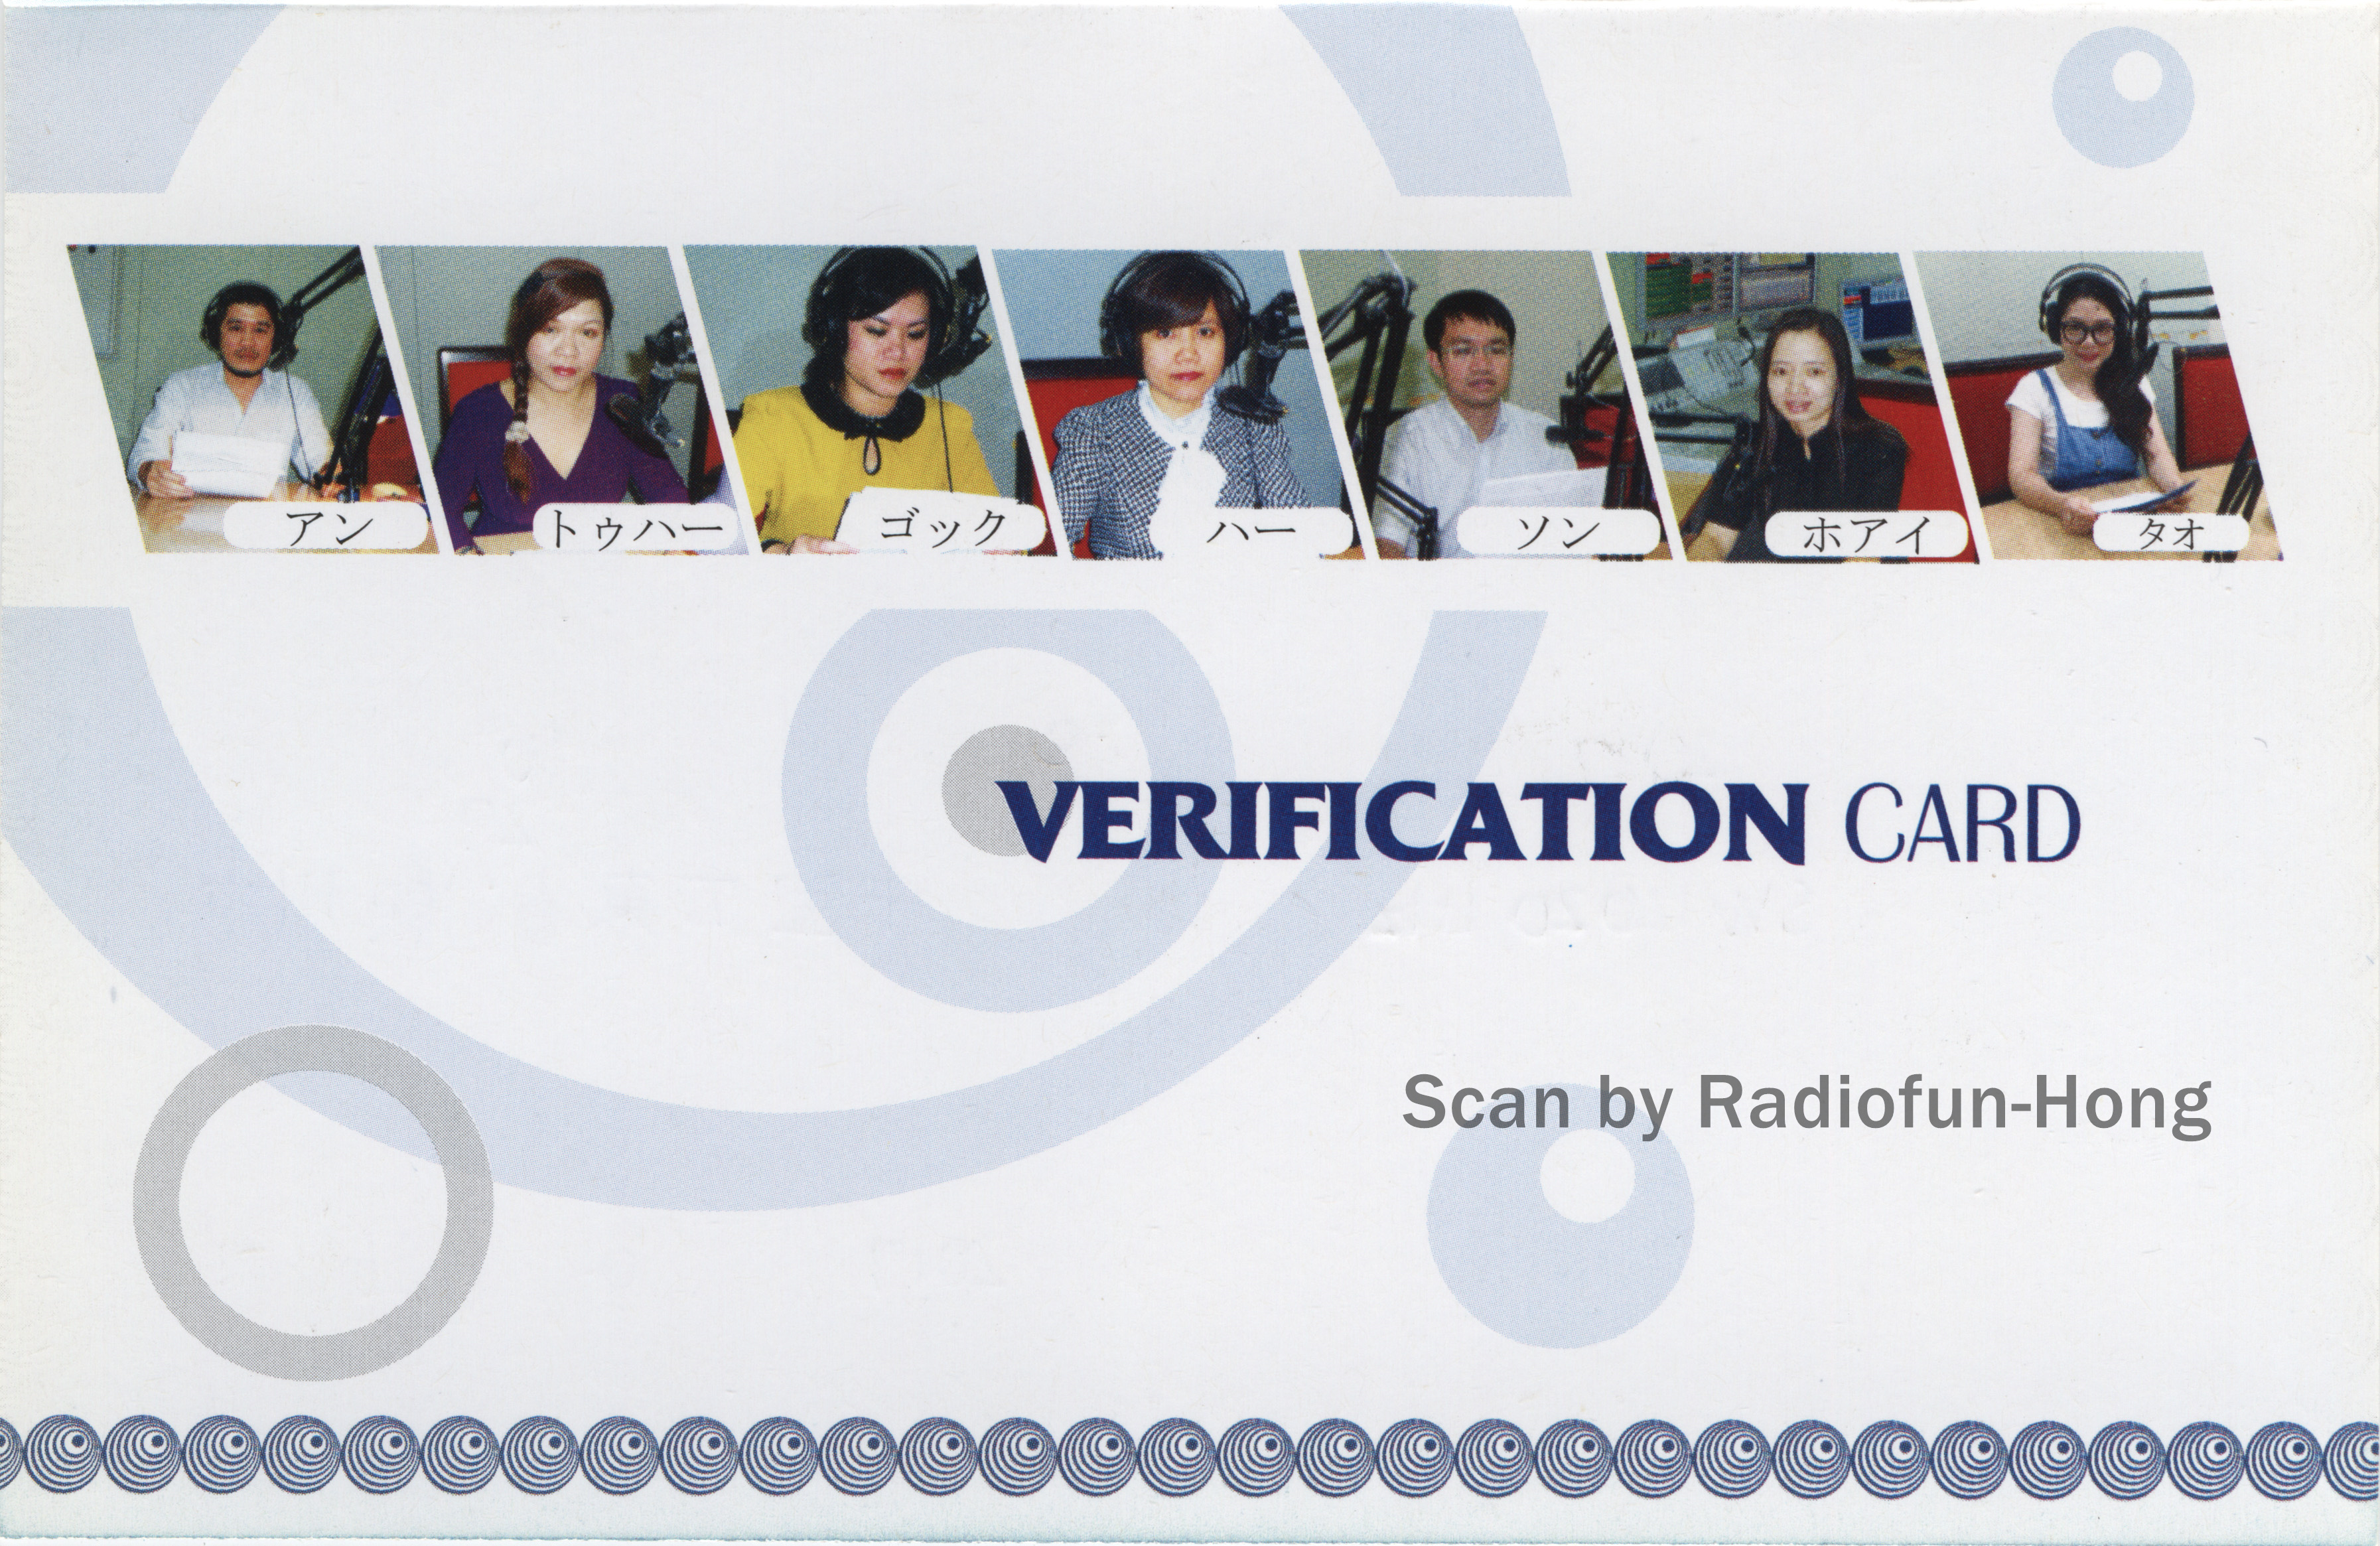 アン
トゥハー
ゴック
ハー
ソン
ホアイ
タオ
VERIFICATION CARD
Scan by Radiofun-Hong